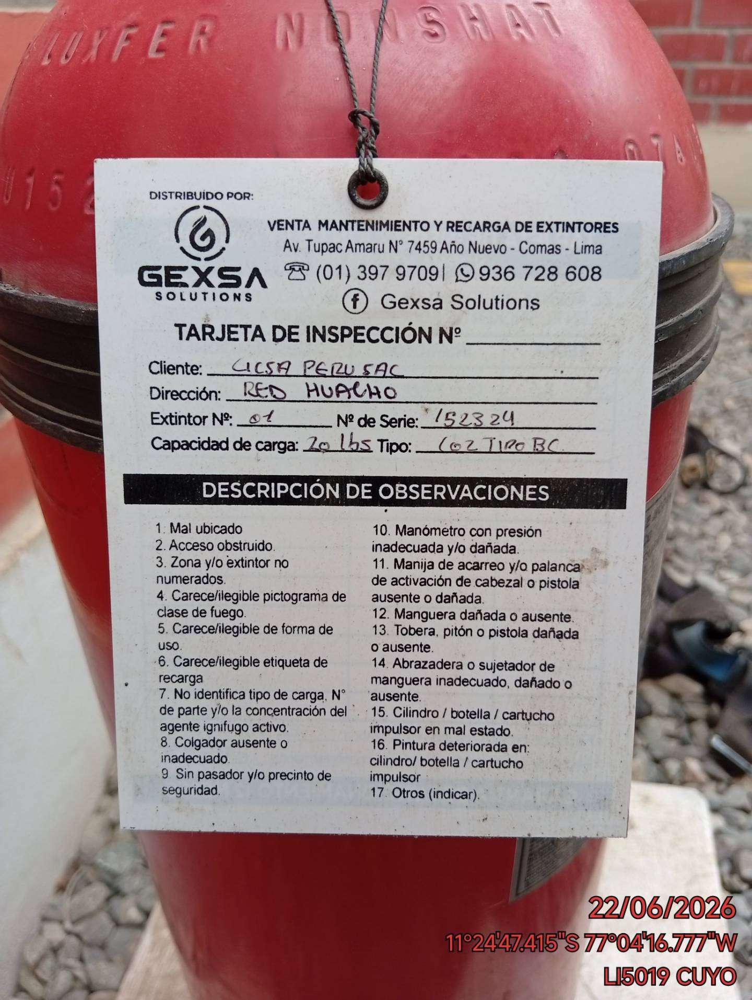 LUXFER NONSHAT
U152
DISTRIBUÍDO POR:
GEXSA
SOLUTIONS
VENTA MANTENIMIENTO Y RECARGA DE EXTINTORES
Av. Tupac Amaru N° 7459 Año Nuevo - Comas - Lima
(01) 397 9709| 936 728 608
f Gexsa Solutions
TARJETA DE INSPECCIÓN Nº
Cliente: LICSA PERU SAC
Dirección: RED HUACHO
Extintor Nº: 01 Nº de Serie: 152324
Capacidad de carga: 20 lbs Tipo: CO2 TIPO BC
DESCRIPCIÓN DE OBSERVACIONES
1. Mal ubicado
2. Acceso obstruido.
3. Zona y/o extintor no
numerados.
4. Carece/ilegible pictograma de
clase de fuego.
5. Carece/ilegible de forma de
uso.
6. Carece/ilegible etiqueta de
recarga
7. No identifica tipo de carga, N°
de parte y/o la concentración del
agente ignifugo activo.
8. Colgador ausente o
inadecuado.
9 Sin pasador y/o precinto de
seguridad.
10. Manómetro con presión
inadecuada y/o dañada.
11. Manija de acarreo y/o palanca
de activación de cabezal o pistola
ausente o dañada.
12. Manguera dañada o ausente.
13. Tobera, pitón o pistola dañada
o ausente.
14. Abrazadera o sujetador de
manguera inadecuado, dañado o
ausente.
15. Cilindro / botella / cartucho
impulsor en mal estado.
16. Pintura deteriorada en:
cilindro/ botella / cartucho
impulsor
17. Otros (indicar).
22/06/2026
11°24'47.415"S 77°04'16.777"W
LI5019 CUYO